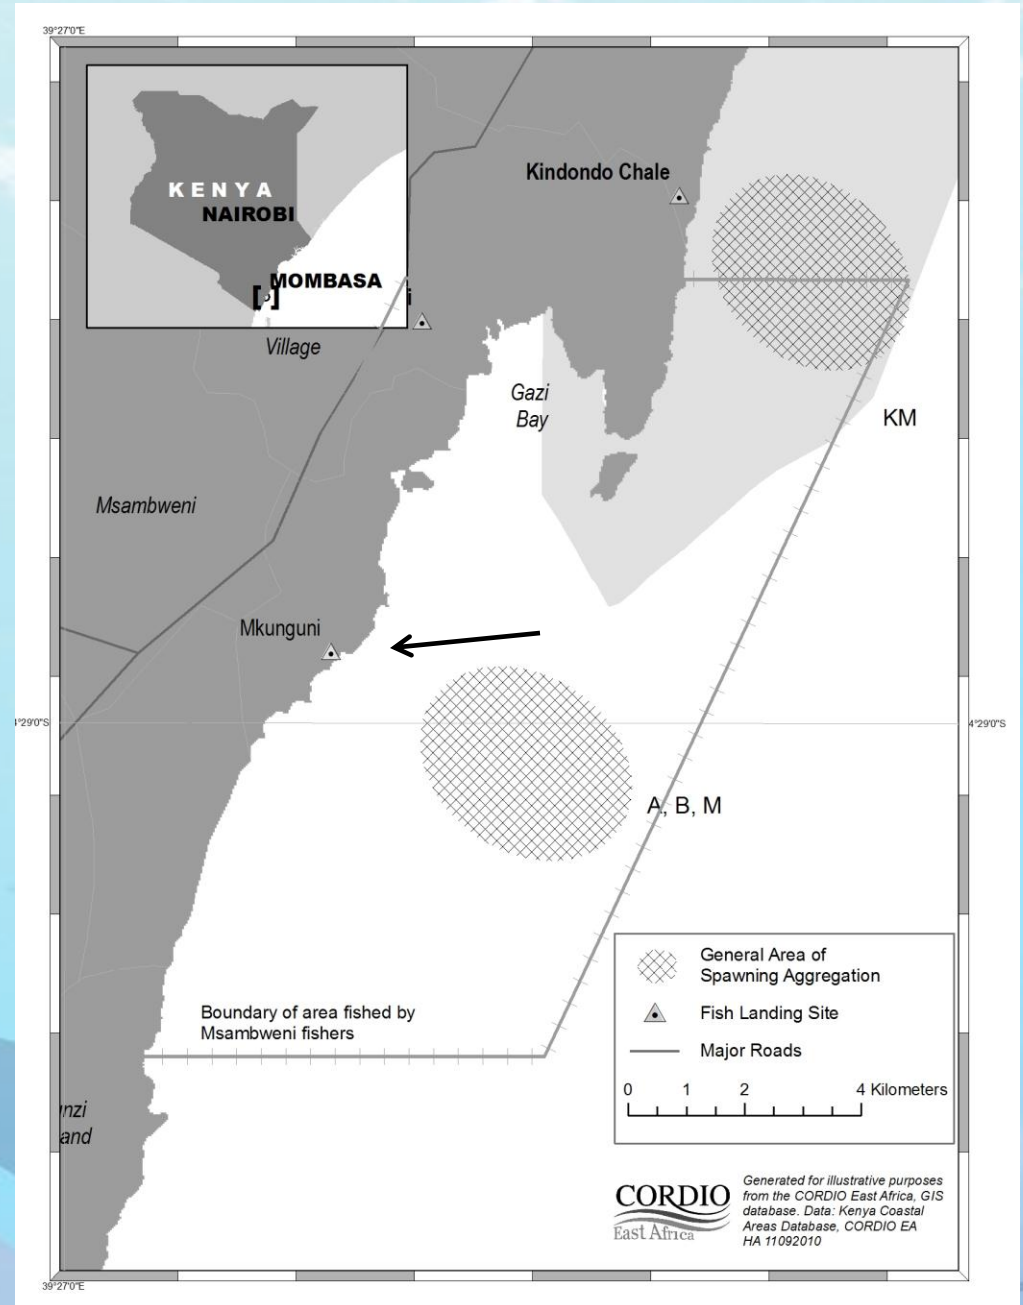 39°27'0"E
KENYA
NAIROBI
MOMBASA
i
Village
Kindondo Chale
Gazi
Bay
KM
Msambweni
Mkunguni
4°29'0"S
4°29'0"S
A, B, M
Boundary of area fished by
Msambweni fishers
General Area of
Spawning Aggregation
Fish Landing Site
Major Roads
0 1 2 4 Kilometers
nzi
and
CORDIO
East Africa
Generated for illustrative purposes
from the CORDIO East Africa, GIS
database. Data: Kenya Coastal
Areas Database, CORDIO EA
HA 11092010
39°27'0"E